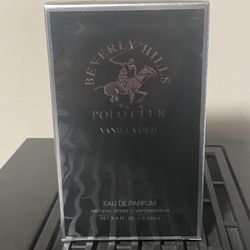 BEVERLY HILLS
POLO CLUB
VANILLA OUD
EAU DE PARFUM
NATURAL SPRAY / VAPORISATEUR